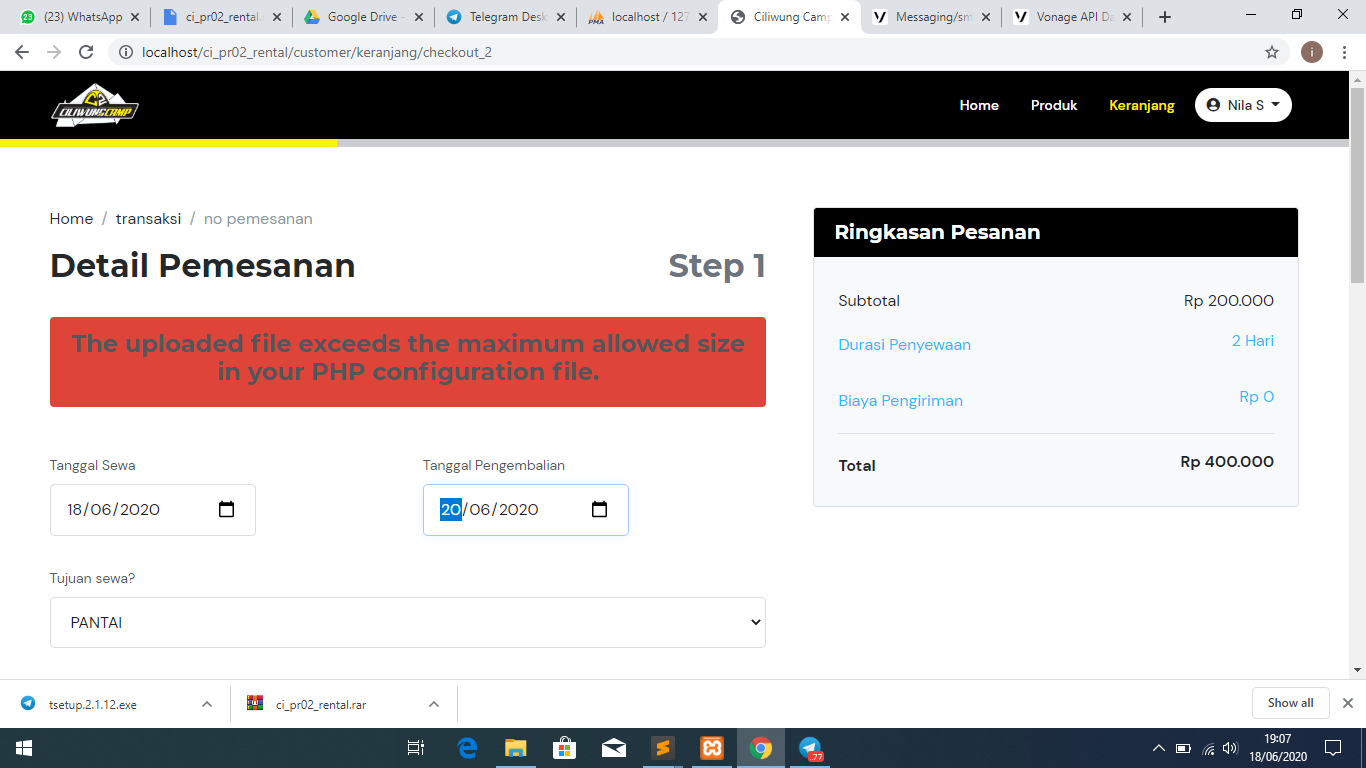 (23) WhatsApp
ci_pr02_rental.
Google Drive -
Telegram Desk
localhost / 127
Ciliwung Camp
Messaging/sm
Vonage API Da
localhost/ci_pr02_rental/customer/keranjang/checkout_2
i
CILIWUNGCAMP
Home
Produk
Keranjang
Nila S
Home / transaksi / no pemesanan
Detail Pemesanan
Step 1
The uploaded file exceeds the maximum allowed size
in your PHP configuration file.
Tanggal Sewa
Tanggal Pengembalian
18/06/2020
20/06/2020
Tujuan sewa?
PANTAI
Ringkasan Pesanan
Subtotal
Rp 200.000
Durasi Penyewaan
2 Hari
Biaya Pengiriman
Rp 0
Total
Rp 400.000
tsetup.2.1.12.exe
ci_pr02_rental.rar
Show all
..77
19:07
18/06/2020